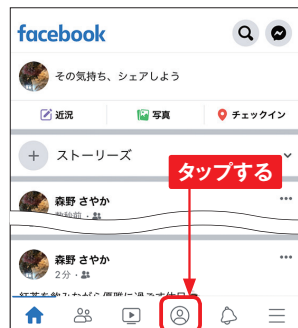 facebook
その気持ち、シェアしよう
近況
写真
チェックイン
ストーリーズ
タップする
森野 さやか
森野 さやか
2分